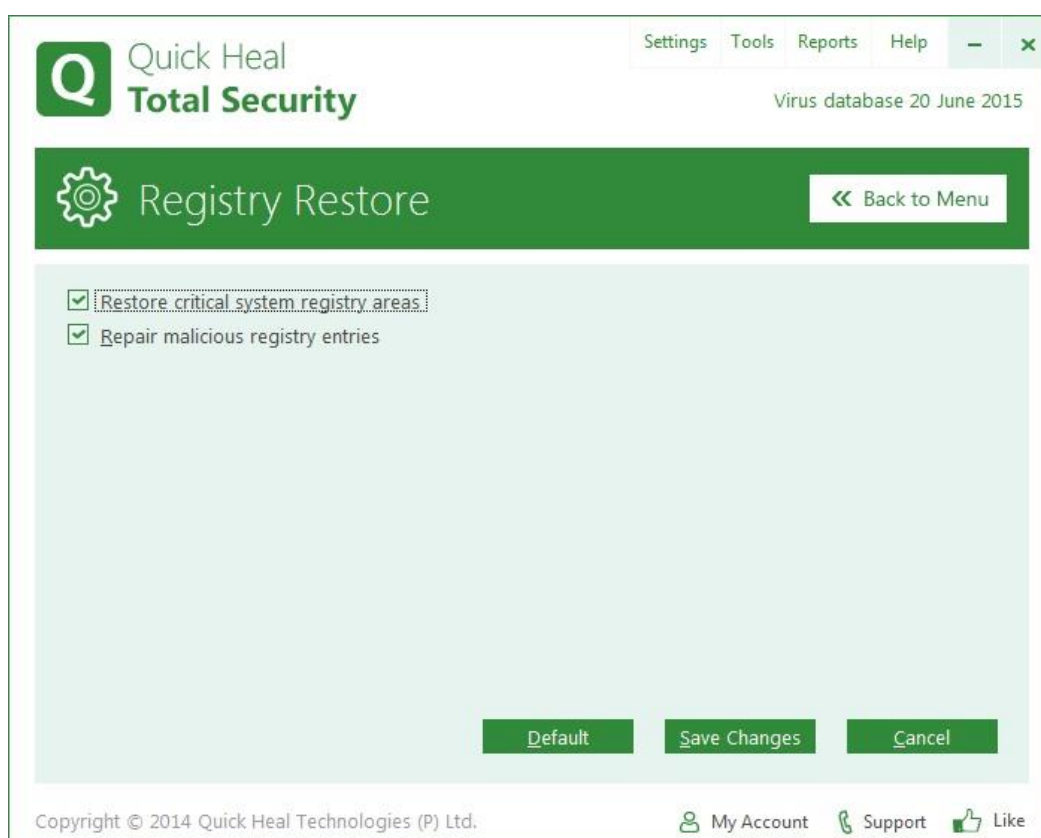 Settings Tools Reports Help
Q
Quick Heal
Total Security
Virus database 20 June 2015
Registry Restore
Back to Menu
Restore critical system registry areas
Repair malicious registry entries
Default Save Changes Cancel
Copyright © 2014 Quick Heal Technologies (P) Ltd. My Account Support Like